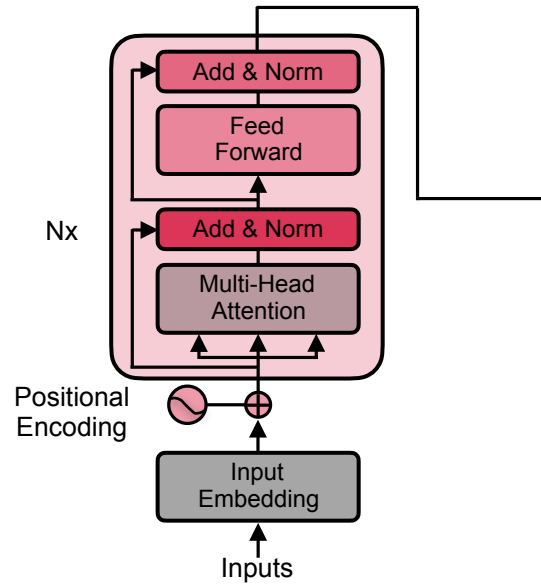 Add & Norm
Feed
Forward
Nx
Add & Norm
Multi-Head
Attention
Positional
Encoding
Input
Embedding
Inputs